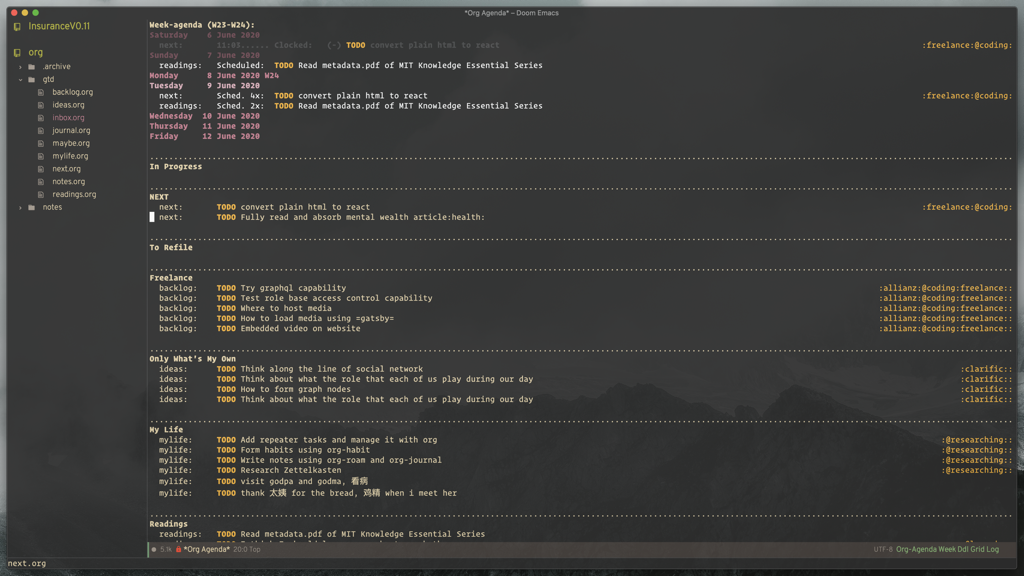 *Org Agenda* – Doom Emacs
InsuranceV0.11
org
.archive
gtd
backlog.org
ideas.org
inbox.org
journal.org
maybe.org
mylife.org
next.org
notes.org
readings.org
notes
Week-agenda (W23-W24):
Saturday 6 June 2020
next: 11:03...... Clocked: (-) TODO convert plain html to react :freelance:@coding:
Sunday 7 June 2020
readings: Scheduled: TODO Read metadata.pdf of MIT Knowledge Essential Series
Monday 8 June 2020 W24
Tuesday 9 June 2020
next: Sched. 4x: TODO convert plain html to react :freelance:@coding:
readings: Sched. 2x: TODO Read metadata.pdf of MIT Knowledge Essential Series
Wednesday 10 June 2020
Thursday 11 June 2020
Friday 12 June 2020
In Progress
NEXT
next: TODO convert plain html to react :freelance:@coding:
next: TODO Fully read and absorb mental wealth article:health:
To Refile
Freelance
backlog: TODO Try graphql capability :allianz:@coding:freelance::
backlog: TODO Test role base access control capability :allianz:@coding:freelance::
backlog: TODO Where to host media :allianz:@coding:freelance::
backlog: TODO How to load media using =gatsby= :allianz:@coding:freelance::
backlog: TODO Embedded video on website :allianz:@coding:freelance::
Only What's My Own
ideas: TODO Think along the line of social network :clarific::
ideas: TODO Think about what the role that each of us play during our day :clarific::
ideas: TODO How to form graph nodes :clarific::
ideas: TODO Think about what the role that each of us play during our day :clarific::
My Life
mylife: TODO Add repeater tasks and manage it with org :@researching::
mylife: TODO Form habits using org-habit :@researching::
mylife: TODO Write notes using org-roam and org-journal :@researching::
mylife: TODO Research Zettelkasten :@researching::
mylife: TODO visit godpa and godma, 看病
mylife: TODO thank 太姨 for the bread, 鸡精 when i meet her
Readings
readings: TODO Read metadata.pdf of MIT Knowledge Essential Series
5.1k *Org Agenda* 20:0 Top UTF-8 Org-Agenda Week Ddl Grid Log
next.org